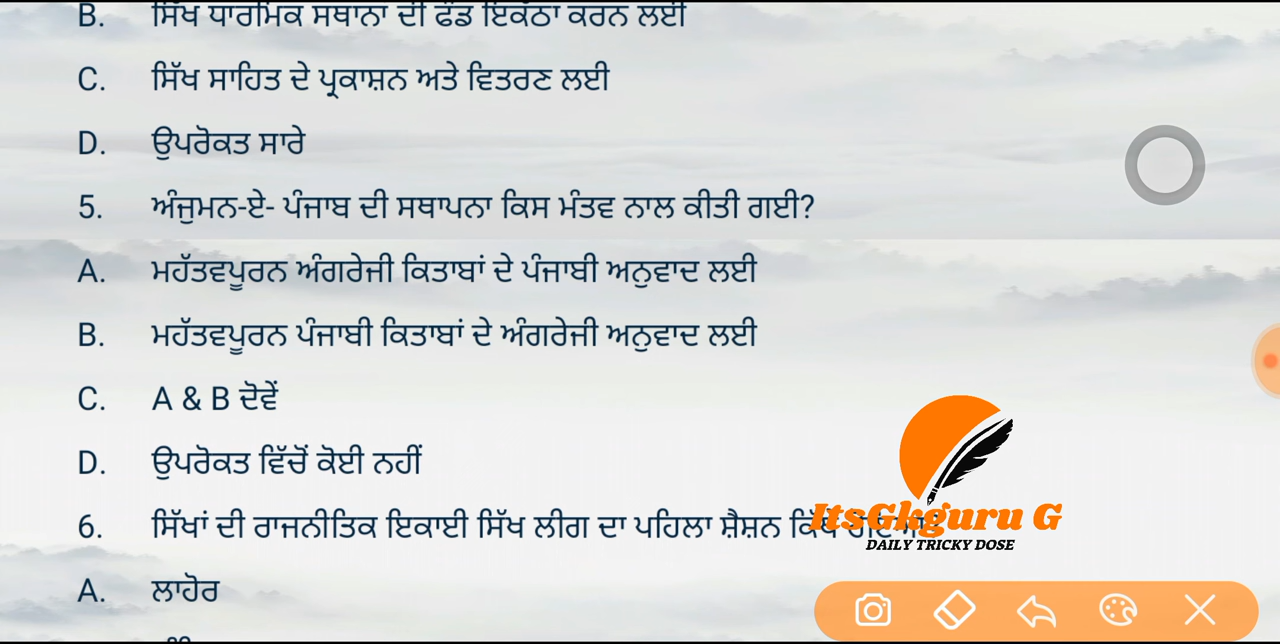 B. ਸਿੱਖ ਧਾਰਮਿਕ ਸਥਾਨਾਂ ਦੀ ਫੰਡ ਇਕੱਠਾ ਕਰਨ ਲਈ
C. ਸਿੱਖ ਸਾਹਿਤ ਦੇ ਪ੍ਰਕਾਸ਼ਨ ਅਤੇ ਵਿਤਰਣ ਲਈ
D. ਉਪਰੋਕਤ ਸਾਰੇ
5. ਅੰਜੁਮਨ-ਏ- ਪੰਜਾਬ ਦੀ ਸਥਾਪਨਾ ਕਿਸ ਮੰਤਵ ਨਾਲ ਕੀਤੀ ਗਈ?
A. ਮਹੱਤਵਪੂਰਨ ਅੰਗਰੇਜੀ ਕਿਤਾਬਾਂ ਦੇ ਪੰਜਾਬੀ ਅਨੁਵਾਦ ਲਈ
B. ਮਹੱਤਵਪੂਰਨ ਪੰਜਾਬੀ ਕਿਤਾਬਾਂ ਦੇ ਅੰਗਰੇਜੀ ਅਨੁਵਾਦ ਲਈ
C. A & B ਦੋਵੇਂ
D. ਉਪਰੋਕਤ ਵਿੱਚੋਂ ਕੋਈ ਨਹੀਂ
6. ਸਿੱਖਾਂ ਦੀ ਰਾਜਨੀਤਿਕ ਇਕਾਈ ਸਿੱਖ ਲੀਗ ਦਾ ਪਹਿਲਾ ਸ਼ੈਸ਼ਨ
ItsGkguru G
DAILY TRICKY DOSE
A. ਲਾਹੋਰ